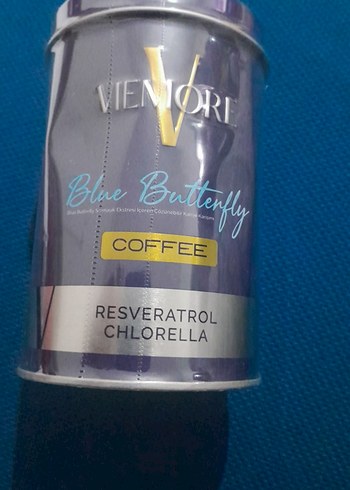 VIEMORE
Blue Butterfly
COFFEE
RESVERATROL
CHLORELLA